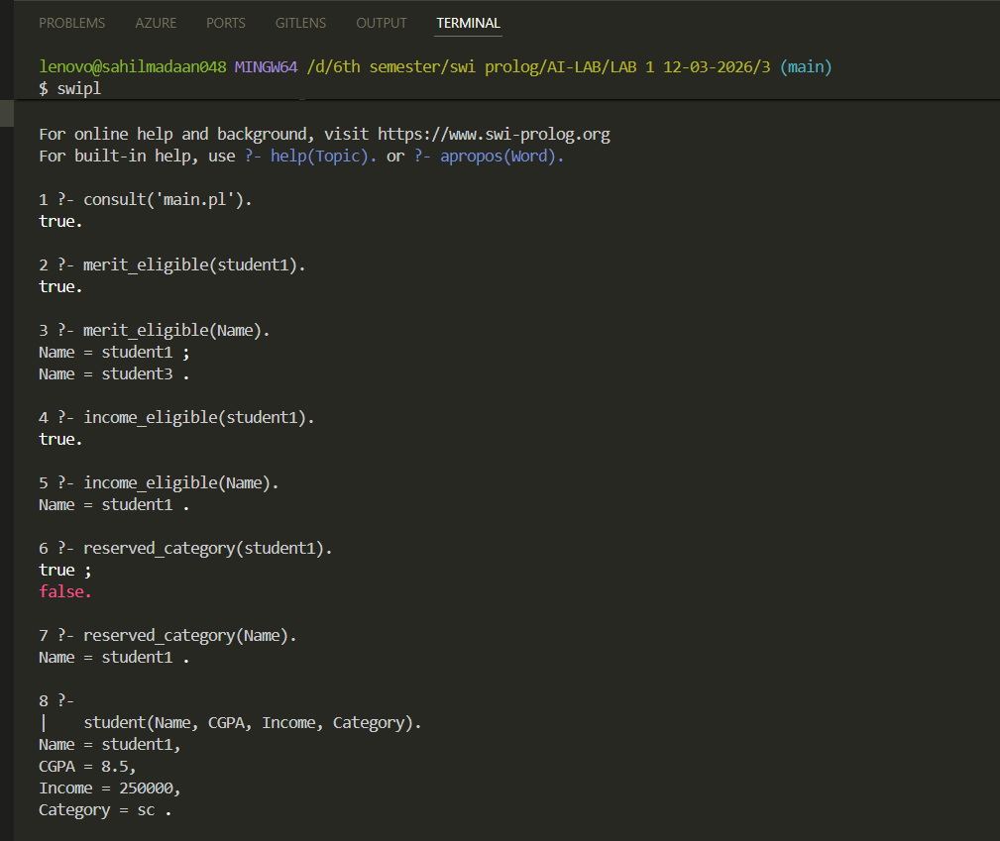 PROBLEMS AZURE PORTS GITLENS OUTPUT TERMINAL
lenovo@sahilmadaan048 MINGW64 /d/6th semester/swi prolog/AI-LAB/LAB 1 12-03-2026/3 (main)
$ swipl
For online help and background, visit https://www.swi-prolog.org
For built-in help, use ?- help(Topic). or ?- apropos(Word).
1 ?- consult('main.pl').
true.
2 ?- merit_eligible(student1).
true.
3 ?- merit_eligible(Name).
Name = student1 ;
Name = student3 .
4 ?- income_eligible(student1).
true.
5 ?- income_eligible(Name).
Name = student1 .
6 ?- reserved_category(student1).
true ;
false.
7 ?- reserved_category(Name).
Name = student1 .
8 ?-
|    student(Name, CGPA, Income, Category).
Name = student1,
CGPA = 8.5,
Income = 250000,
Category = sc .